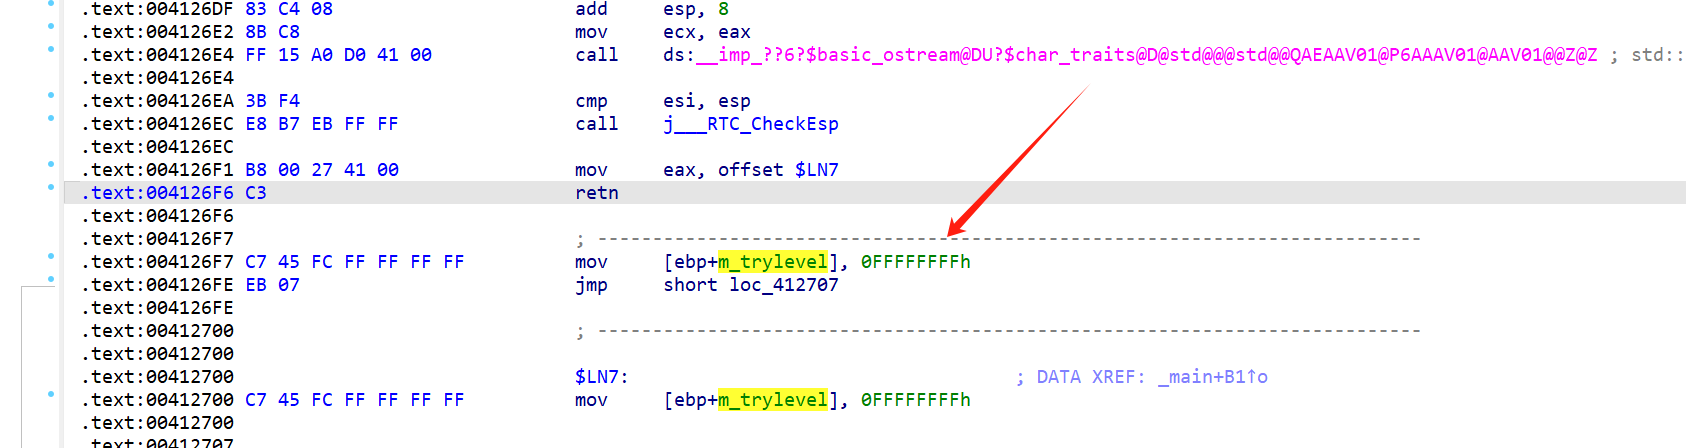 .text:004126DF 83 C4 08 add esp, 8
.text:004126E2 8B C8 mov ecx, eax
.text:004126E4 FF 15 A0 D0 41 00 call ds:__imp_??6?$basic_ostream@DU?$char_traits@D@std@@@std@@QAEAAV01@P6AAAV01@AAV01@@Z@Z ; std::
.text:004126E4
.text:004126EA 3B F4 cmp esi, esp
.text:004126EC E8 B7 EB FF FF call j___RTC_CheckEsp
.text:004126EC
.text:004126F1 B8 00 27 41 00 mov eax, offset $LN7
.text:004126F6 C3 retn
.text:004126F6
.text:004126F7 ; ---------------------------------------------------------------------------
.text:004126F7 C7 45 FC FF FF FF FF mov [ebp+m_trylevel], 0FFFFFFFFh
.text:004126FE EB 07 jmp short loc_412707
.text:004126FE
.text:00412700 ; ---------------------------------------------------------------------------
.text:00412700
.text:00412700 $LN7: ; DATA XREF: _main+B1↑o
.text:00412700 C7 45 FC FF FF FF FF mov [ebp+m_trylevel], 0FFFFFFFFh
.text:00412700
.text:00412707